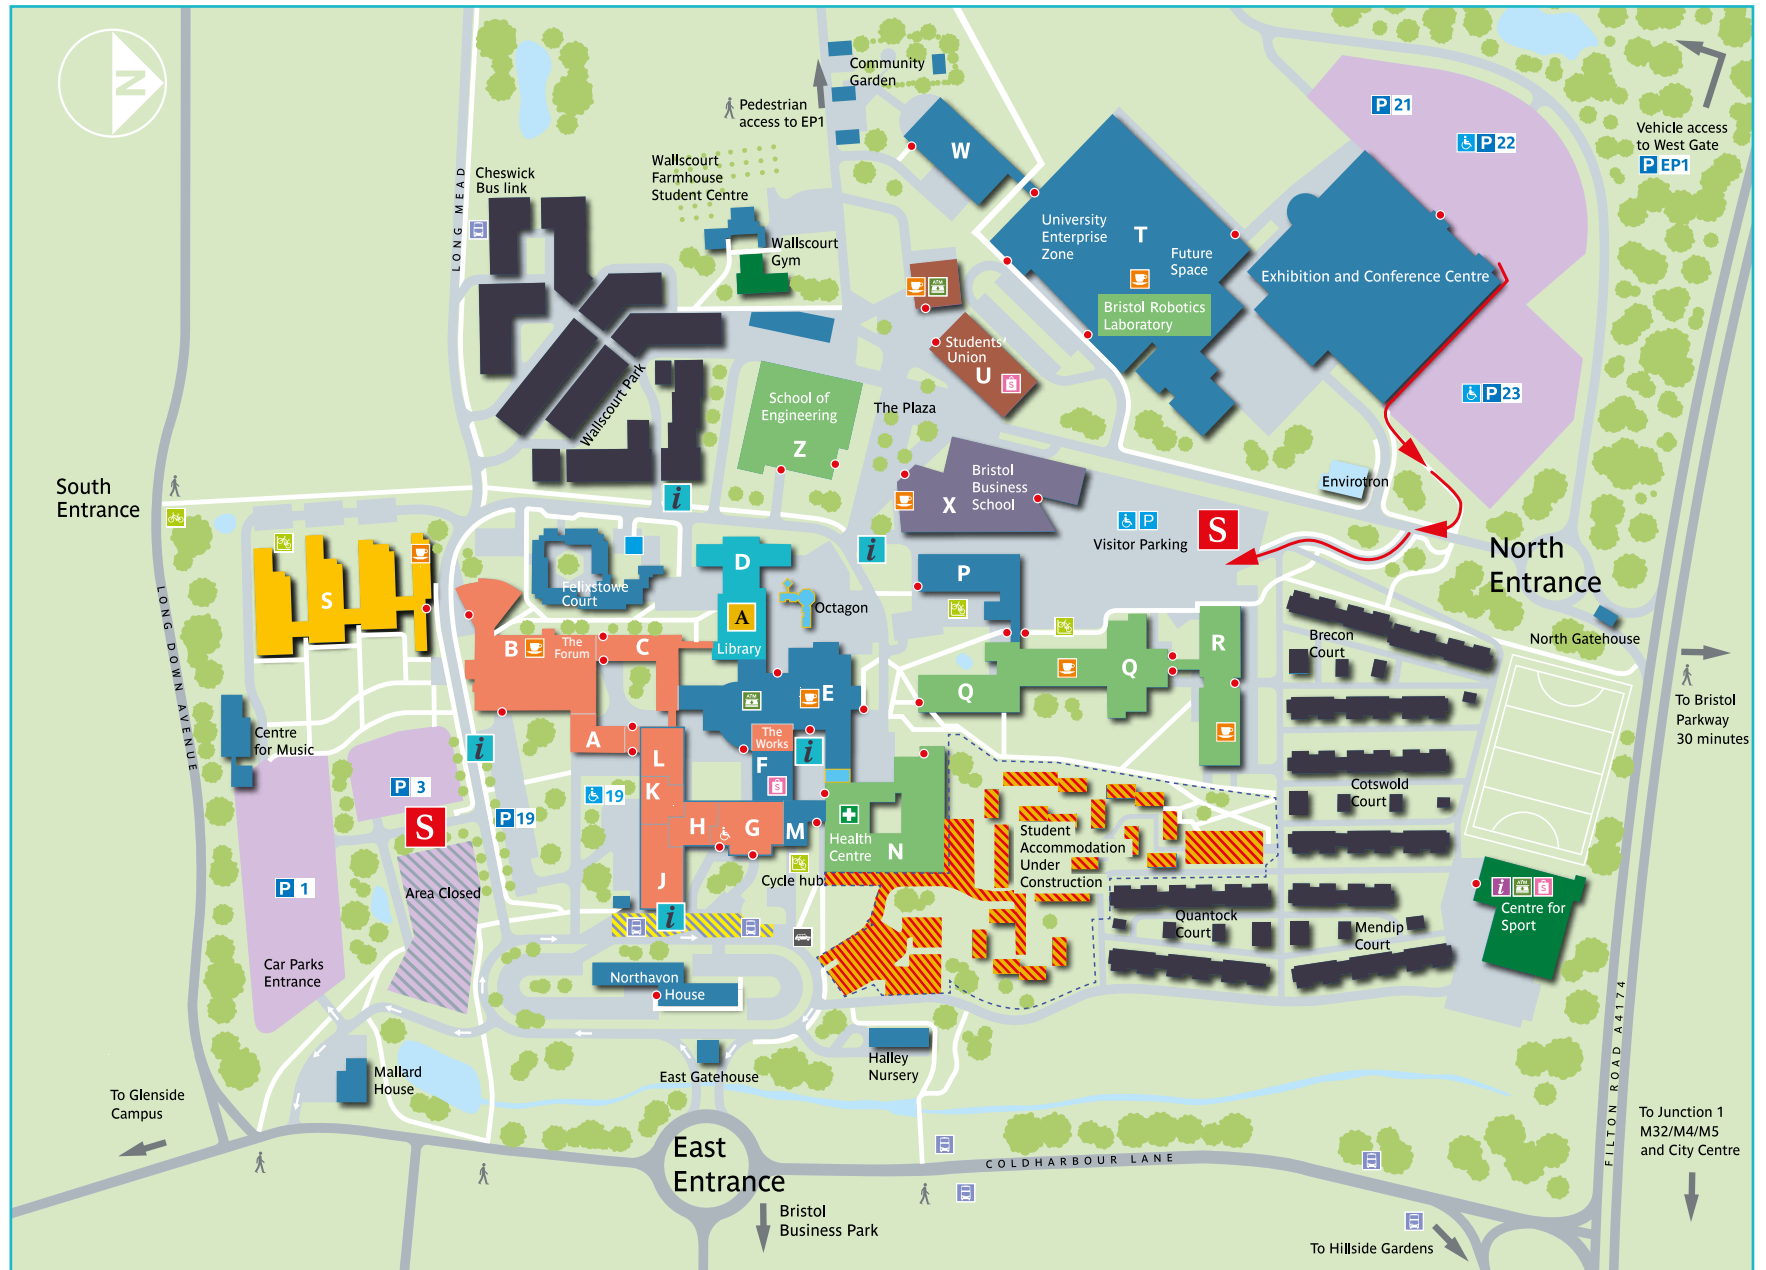 N
Community
Garden
Pedestrian
access to EP1
P 21
P 22
Vehicle access
to West Gate
P EP1
W
Wallscourt
Farmhouse
Student Centre
Cheswick
Bus link
LONG MEAD
Wallscourt
Gym
University
Enterprise
Zone
T
Future
Space
Exhibition and Conference Centre
ATM
Bristol Robotics
Laboratory
Students'
Union
U
S
P 23
School of
Engineering
Z
The Plaza
Wallscourt Park
Bristol
Business
School
X
Envirotron
South
Entrance
i
P
Visitor Parking
S
i
North
Entrance
D
P
Felixstowe
Court
S
A
Octagon
Library
North Gatehouse
LONG DOWN AVENUE
B
The
Forum
C
Brecon
Court
R
Q
Q
E
ATM
To Bristol
Parkway
30 minutes
Centre
for Music
i
A
The
Works
i
L
F
S
K
P 3
19
P 19
S
Cotswold
Court
H
G
M
Health
Centre
N
Student
Accommodation
Under
Construction
P 1
Area Closed
J
Cycle hub
i
Quantock
Court
Mendip
Court
i
ATM
S
Centre for
Sport
Car Parks
Entrance
Northavon
House
Halley
Nursery
East Gatehouse
Mallard
House
To Glenside
Campus
FILTON ROAD A4174
To Junction 1
M32/M4/M5
and City Centre
East
Entrance
COLDHARBOUR LANE
Bristol
Business Park
To Hillside Gardens